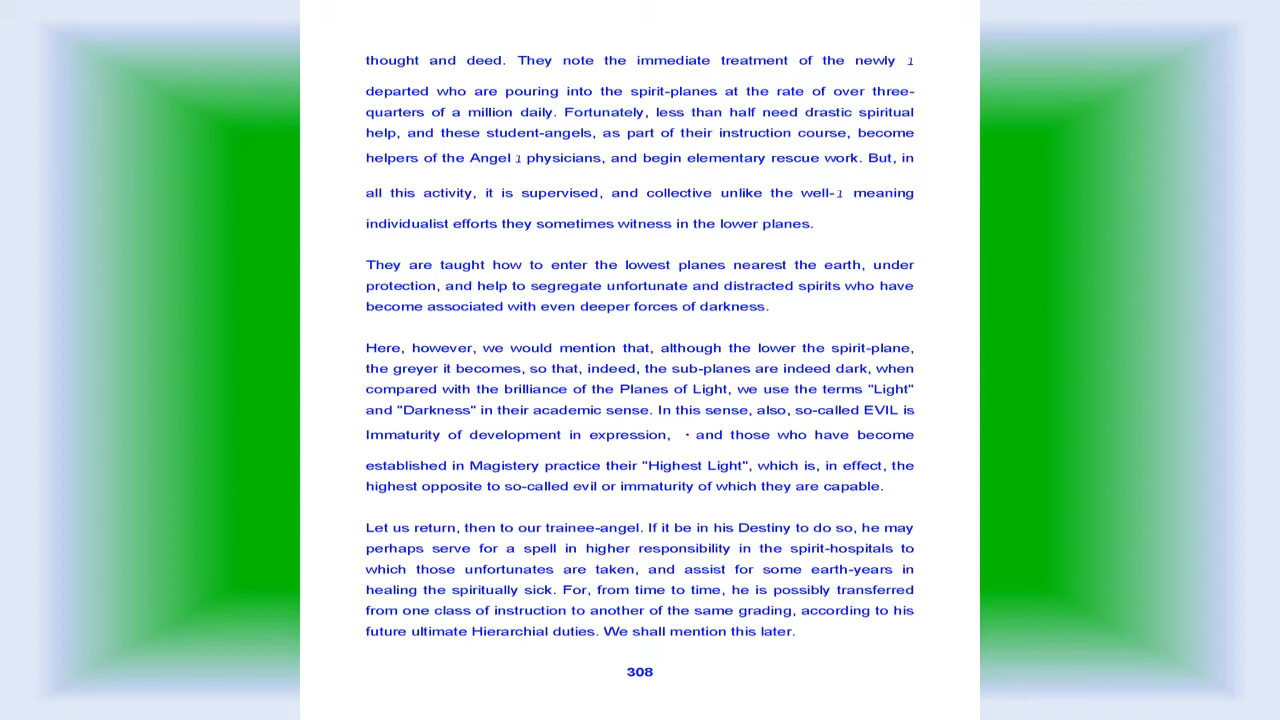 thought and deed. They note the immediate treatment of the newly 1
departed who are pouring into the spirit-planes at the rate of over three-
quarters of a million daily. Fortunately, less than half need drastic spiritual
help, and these student-angels, as part of their instruction course, become
helpers of the Angel 1 physicians, and begin elementary rescue work. But, in
all this activity, it is supervised, and collective unlike the well-1 meaning
individualist efforts they sometimes witness in the lower planes.
They are taught how to enter the lowest planes nearest the earth, under
protection, and help to segregate unfortunate and distracted spirits who have
become associated with even deeper forces of darkness.
Here, however, we would mention that, although the lower the spirit-plane,
the greyer it becomes, so that, indeed, the sub-planes are indeed dark, when
compared with the brilliance of the Planes of Light, we use the terms "Light"
and "Darkness" in their academic sense. In this sense, also, so-called EVIL is
Immaturity of development in expression, · and those who have become
established in Magistery practice their "Highest Light", which is, in effect, the
highest opposite to so-called evil or immaturity of which they are capable.
Let us return, then to our trainee-angel. If it be in his Destiny to do so, he may
perhaps serve for a spell in higher responsibility in the spirit-hospitals to
which those unfortunates are taken, and assist for some earth-years in
healing the spiritually sick. For, from time to time, he is possibly transferred
from one class of instruction to another of the same grading, according to his
future ultimate Hierarchial duties. We shall mention this later.
308